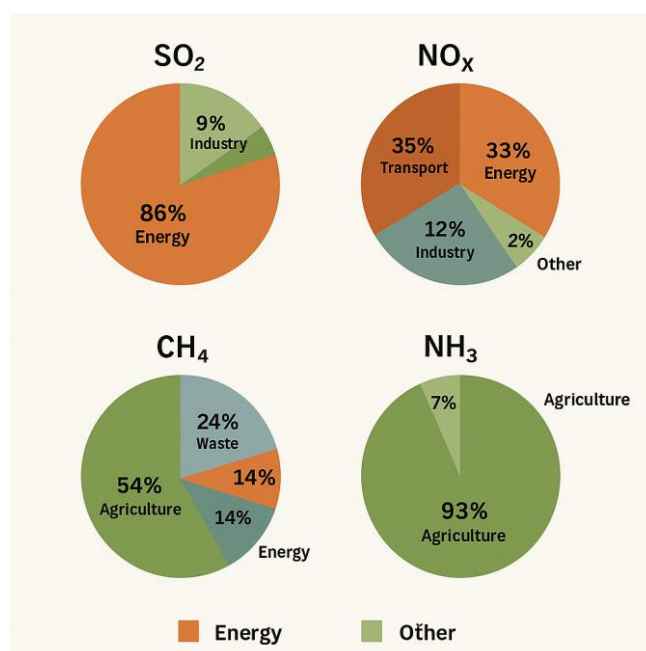 SO₂
9%
Industry
86%
Energy
NOₓ
35%
Transport
33%
Energy
12%
Industry
2%
Other
CH₄
24%
Waste
54%
Agriculture
14%
14%
Energy
NH₃
7%
Agriculture
93%
Agriculture
Energy
Otȟer